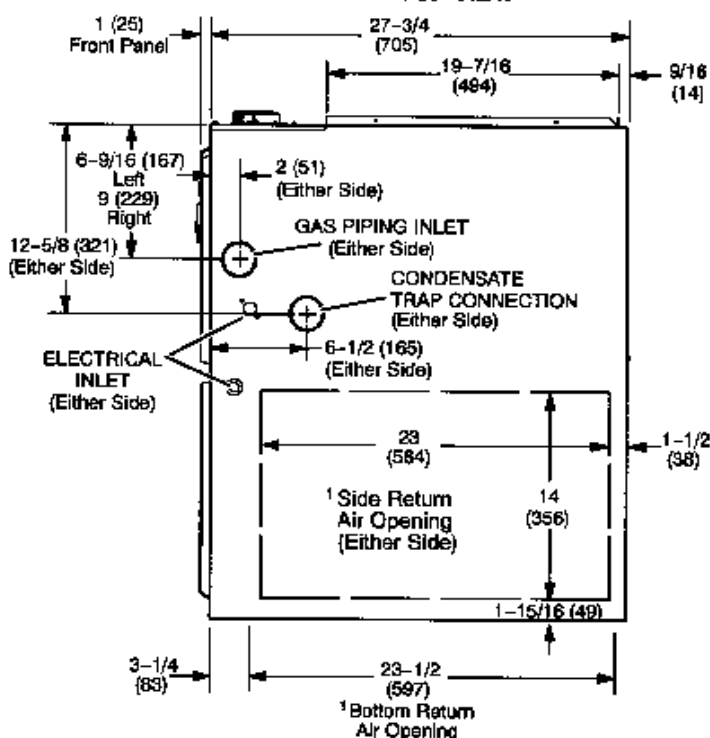 1 (25)
Front Panel
27–3/4
(705)
19–7/16
(494)
9/16
(14)
6–9/16 (167)
Left
9 (229)
Right
2 (51)
(Either Side)
GAS PIPING INLET
(Either Side)
12–5/8 (321)
(Either Side)
CONDENSATE
TRAP CONNECTION
(Either Side)
6–1/2 (165)
(Either Side)
ELECTRICAL
INLET
(Either Side)
23
(584)
1–1/2
(38)
1 Side Return
Air Opening
(Either Side)
14
(356)
1–15/16 (49)
3–1/4
(83)
23–1/2
(597)
1 Bottom Return
Air Opening